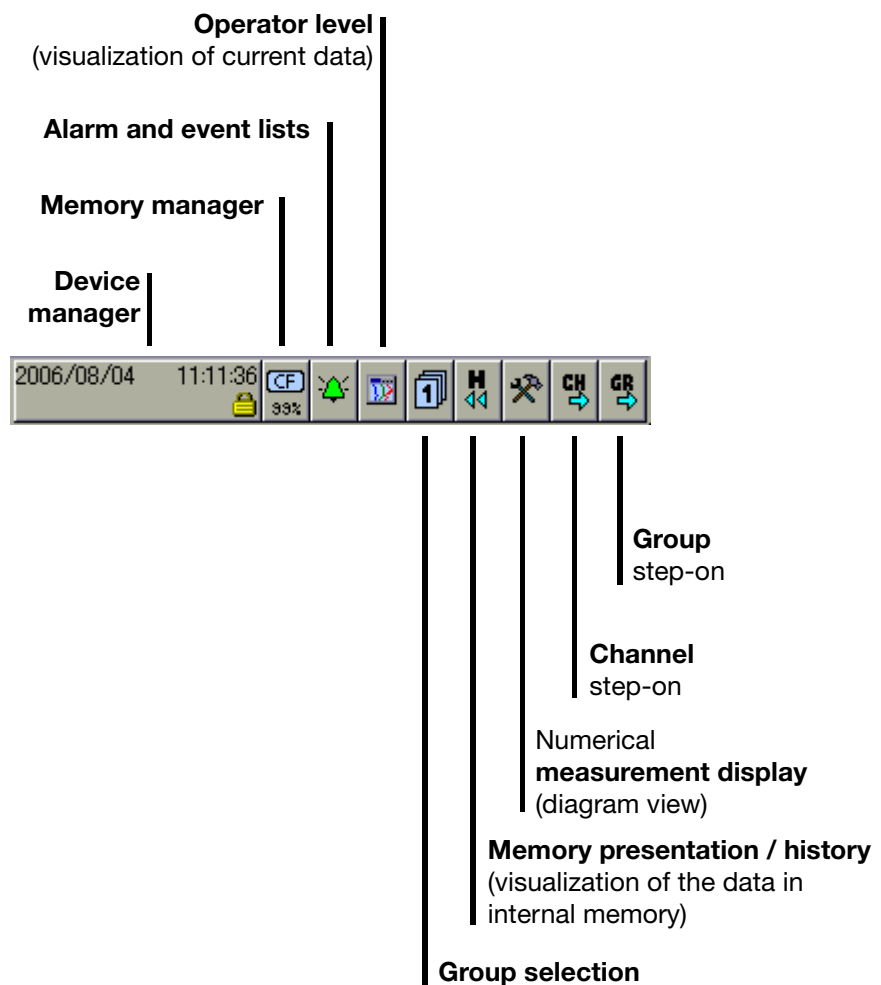 Operator level
(visualization of current data)
Alarm and event lists
Memory manager
Device
manager
2006/08/04 11:11:36
CF
99%
1
H
CH
GR
Group
step-on
Channel
step-on
Numerical
measurement display
(diagram view)
Memory presentation / history
(visualization of the data in
internal memory)
Group selection